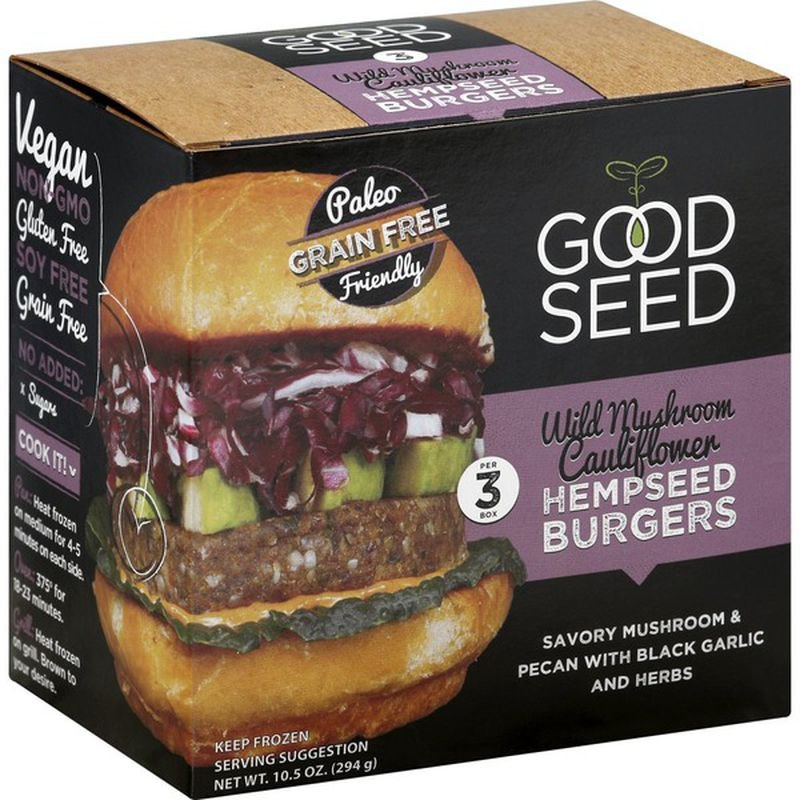 GOOD
SEED
3
Wild Mushroom
Cauliflower
HEMPSEED
BURGERS
Vegan
NON-GMO
Gluten Free
SOY FREE
Grain Free
NO ADDED:
x Sugars
COOK IT!
Pan: Heat frozen
on medium for 4-5
minutes on each side.
Oven: 375° for
18-23 minutes.
Grill: Heat frozen
on grill. Brown to
your desire.
Paleo
GRAIN FREE
Friendly
GOOD
SEED
Wild Mushroom
Cauliflower
HEMPSEED
BURGERS
PER
3
BOX
SAVORY MUSHROOM &
PECAN WITH BLACK GARLIC
AND HERBS
KEEP FROZEN
SERVING SUGGESTION
NET WT. 10.5 OZ. (294 g)